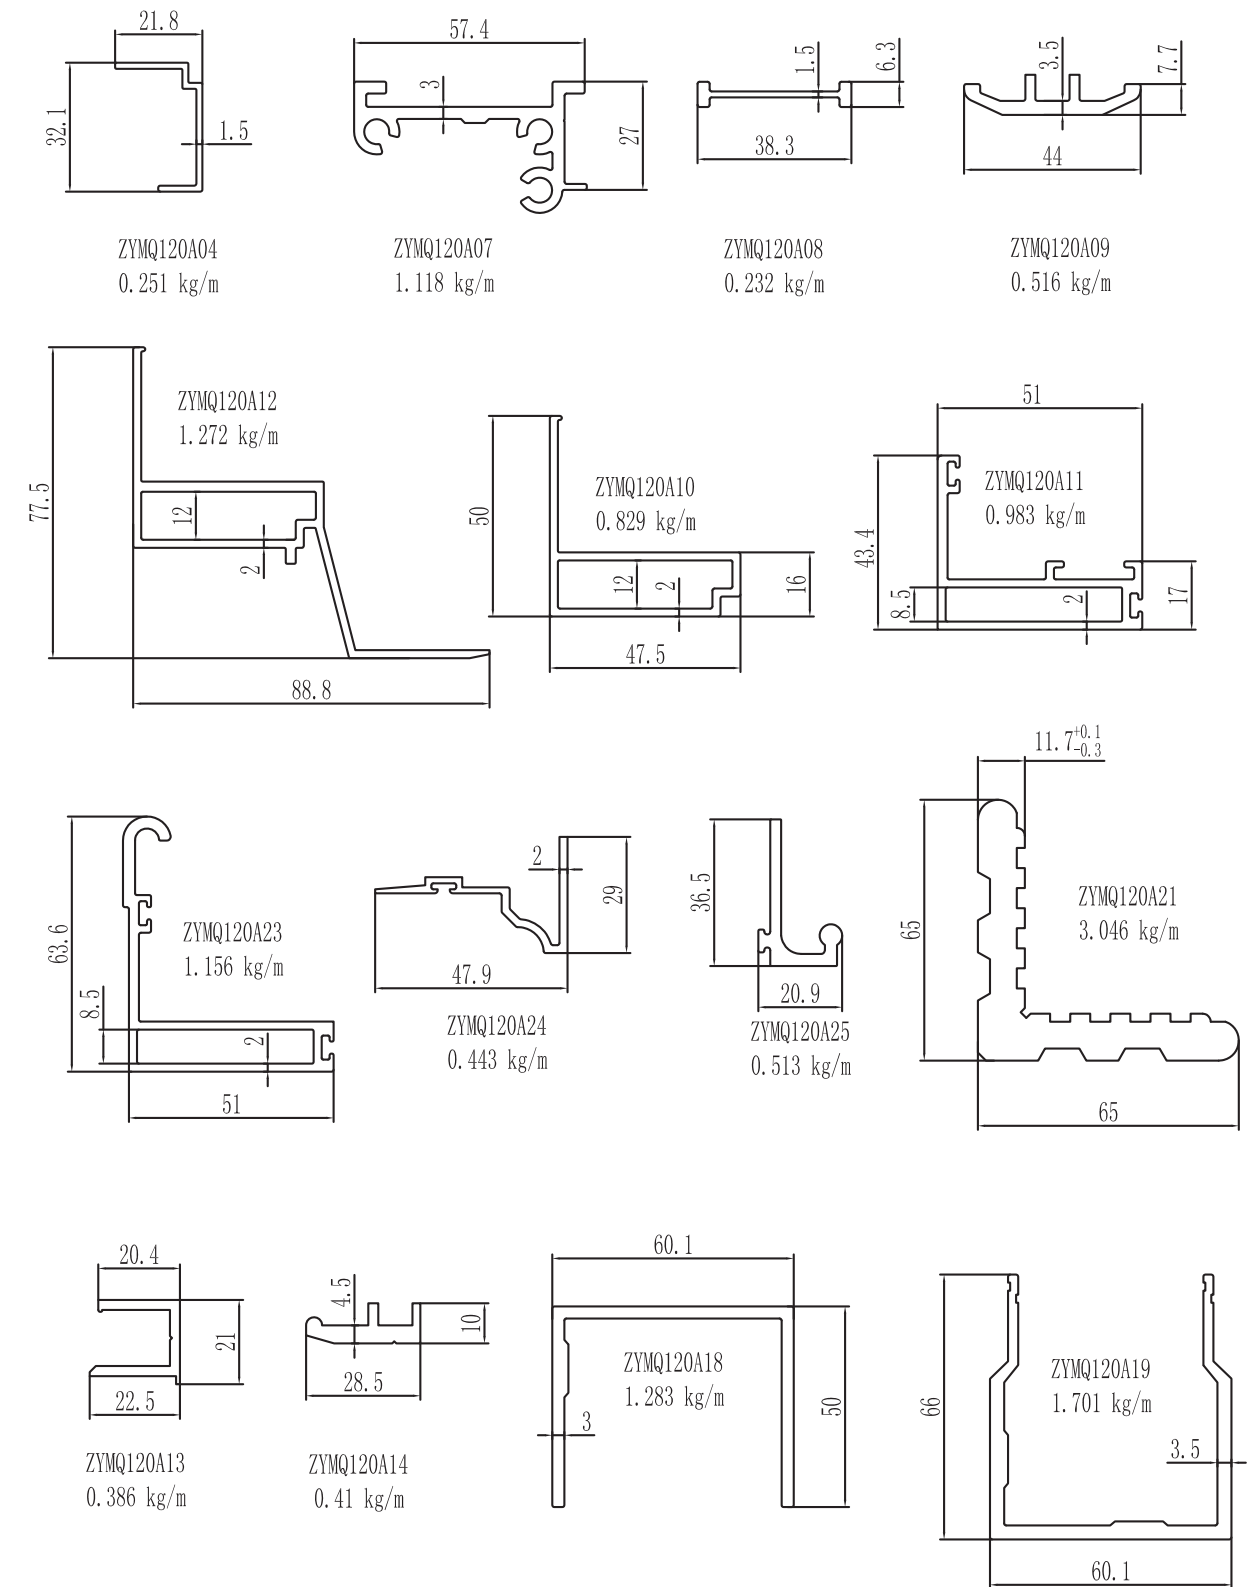 21.8
32.1
1.5
ZYMQ120A04
0.251 kg/m
57.4
3
27
ZYMQ120A07
1.118 kg/m
1.5
6.3
38.3
ZYMQ120A08
0.232 kg/m
3.5
7.7
44
ZYMQ120A09
0.516 kg/m
77.5
ZYMQ120A12
1.272 kg/m
12
2
88.8
50
ZYMQ120A10
0.829 kg/m
12
2
16
47.5
51
43.4
ZYMQ120A11
0.983 kg/m
8.5
2
17
63.6
ZYMQ120A23
1.156 kg/m
8.5
2
51
2
29
47.9
ZYMQ120A24
0.443 kg/m
36.5
20.9
ZYMQ120A25
0.513 kg/m
11.7+0.1
-0.3
65
ZYMQ120A21
3.046 kg/m
65
20.4
21
22.5
ZYMQ120A13
0.386 kg/m
4.5
10
28.5
ZYMQ120A14
0.41 kg/m
60.1
ZYMQ120A18
1.283 kg/m
50
3
66
ZYMQ120A19
1.701 kg/m
3.5
60.1